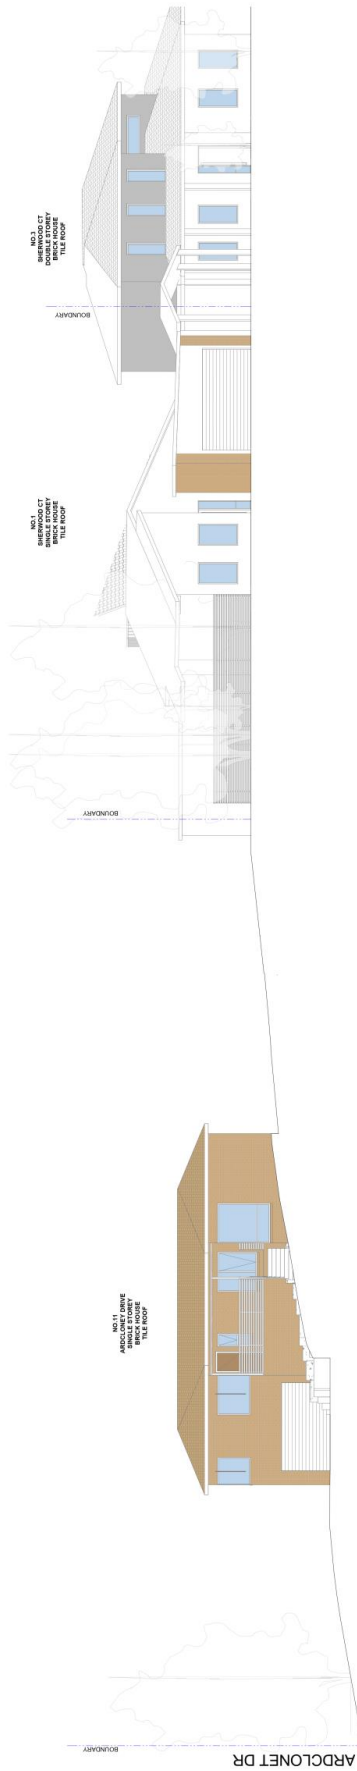 NO.3
SHERWOOD CT
DOUBLE STOREY
BRICK HOUSE
TILE ROOF
BOUNDARY
NO.1
SHERWOOD CT
SINGLE STOREY
BRICK HOUSE
TILE ROOF
BOUNDARY
NO.11
ARDCLONEY DRIVE
SINGLE STOREY
BRICK HOUSE
TILE ROOF
BOUNDARY
ARDCLONET DR